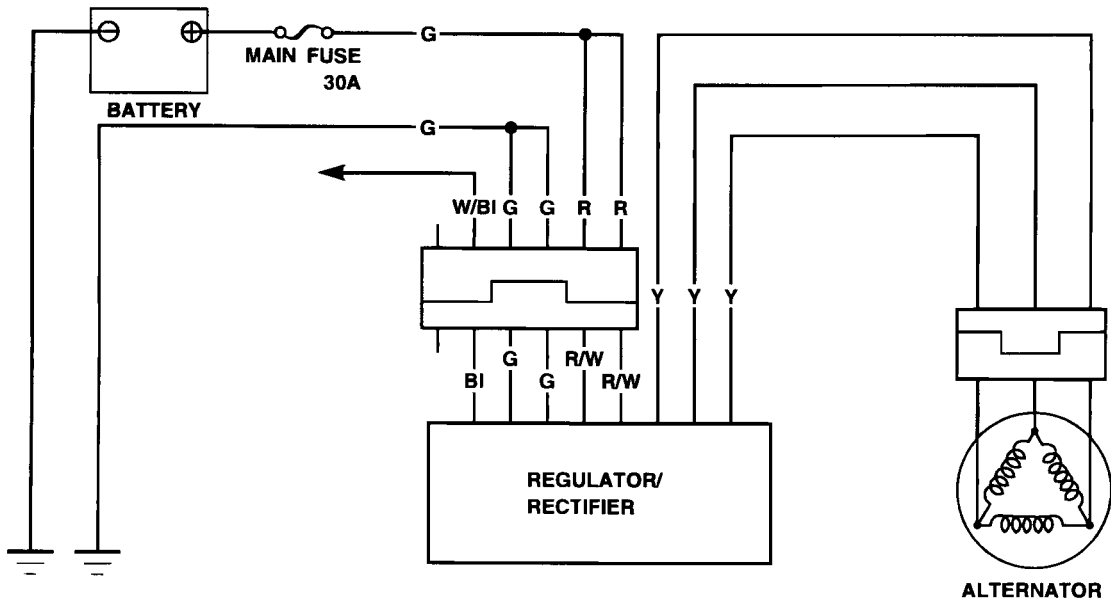 ⊖ ⊕
G
MAIN FUSE
30A
BATTERY
G
W/Bl G G R R
Y Y Y
G R/W
Bl G R/W
REGULATOR/
RECTIFIER
ALTERNATOR